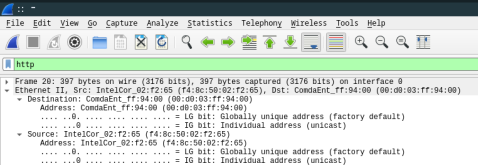 :: ~
File Edit View Go Capture Analyze Statistics Telephony Wireless Tools Help
http
Frame 20: 397 bytes on wire (3176 bits), 397 bytes captured (3176 bits) on interface 0
Ethernet II, Src: IntelCor_02:f2:65 (f4:8c:50:02:f2:65), Dst: ComdaEnt_ff:94:00 (00:d0:03:ff:94:00)
Destination: ComdaEnt_ff:94:00 (00:d0:03:ff:94:00)
Address: ComdaEnt_ff:94:00 (00:d0:03:ff:94:00)
.... ..0. .... .... .... .... = LG bit: Globally unique address (factory default)
.... ...0 .... .... .... .... = IG bit: Individual address (unicast)
Source: IntelCor_02:f2:65 (f4:8c:50:02:f2:65)
Address: IntelCor_02:f2:65 (f4:8c:50:02:f2:65)
.... ..0. .... .... .... .... = LG bit: Globally unique address (factory default)
.... ...0 .... .... .... .... = IG bit: Individual address (unicast)